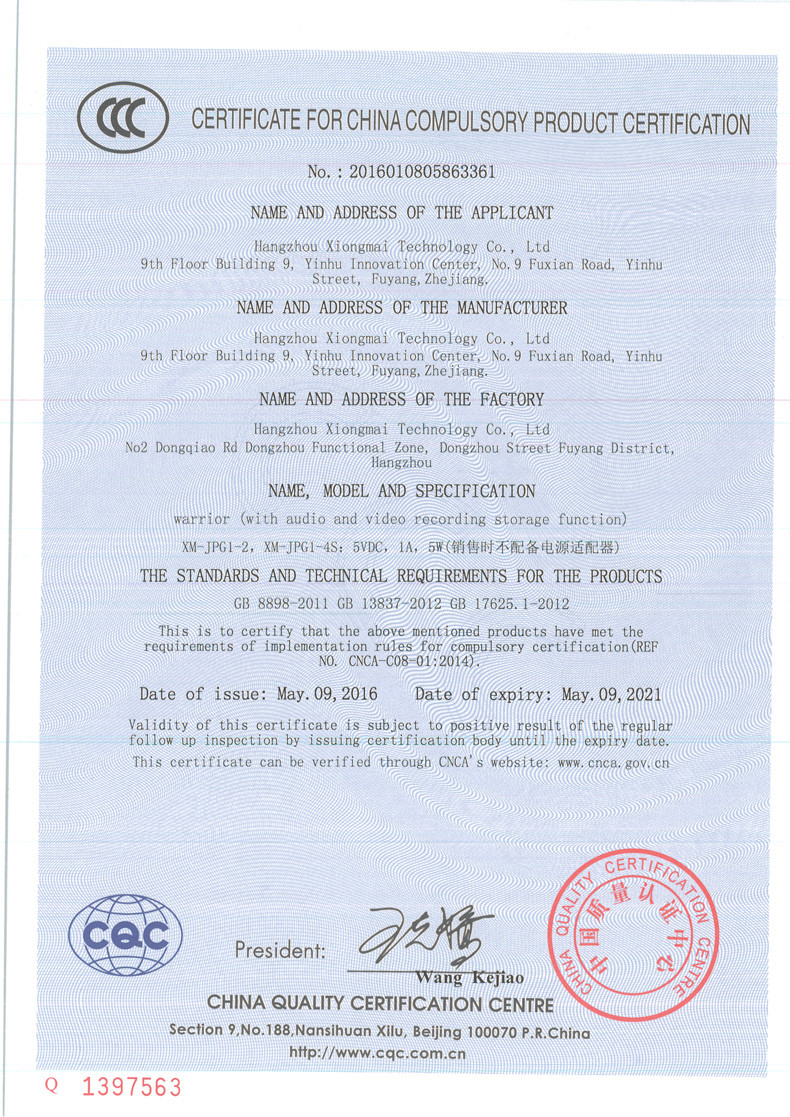 CCC
CERTIFICATE FOR CHINA COMPULSORY PRODUCT CERTIFICATION
No.: 2016010805863361
NAME AND ADDRESS OF THE APPLICANT
Hangzhou Xiongmai Technology Co., Ltd
9th Floor Building 9, Yinhu Innovation Center, No.9 Fuxian Road, Yinhu
Street, Fuyang,Zhejiang.
NAME AND ADDRESS OF THE MANUFACTURER
Hangzhou Xiongmai Technology Co., Ltd
9th Floor Building 9, Yinhu Innovation Center, No.9 Fuxian Road, Yinhu
Street, Fuyang,Zhejiang.
NAME AND ADDRESS OF THE FACTORY
Hangzhou Xiongmai Technology Co., Ltd
No2 Dongqiao Rd Dongzhou Functional Zone, Dongzhou Street Fuyang District,
Hangzhou
NAME, MODEL AND SPECIFICATION
warrior (with audio and video recording storage function)
XM-JPG1-2, XM-JPG1-4S: 5VDC, 1A, 5W(销售时不配备电源适配器)
THE STANDARDS AND TECHNICAL REQUIREMENTS FOR THE PRODUCTS
GB 8898-2011 GB 13837-2012 GB 17625.1-2012
This is to certify that the above mentioned products have met the
requirements of implementation rules for compulsory certification(REF
NO. CNCA-C08-01:2014).
Date of issue: May.09,2016 Date of expiry: May.09,2021
Validity of this certificate is subject to positive result of the regular
follow up inspection by issuing certification body until the expiry date.
This certificate can be verified through CNCA's website: www.cnca.gov.cn
CQC
President:
王克娇
Wang Kejiao
CHINA QUALITY CERTIFICATION CENTRE
中国质量认证中心
CHINA QUALITY CERTIFICATION CENTRE
Section 9,No.188,Nansihuan Xilu, Beijing 100070 P.R.China
http://www.cqc.com.cn
Q 1397563